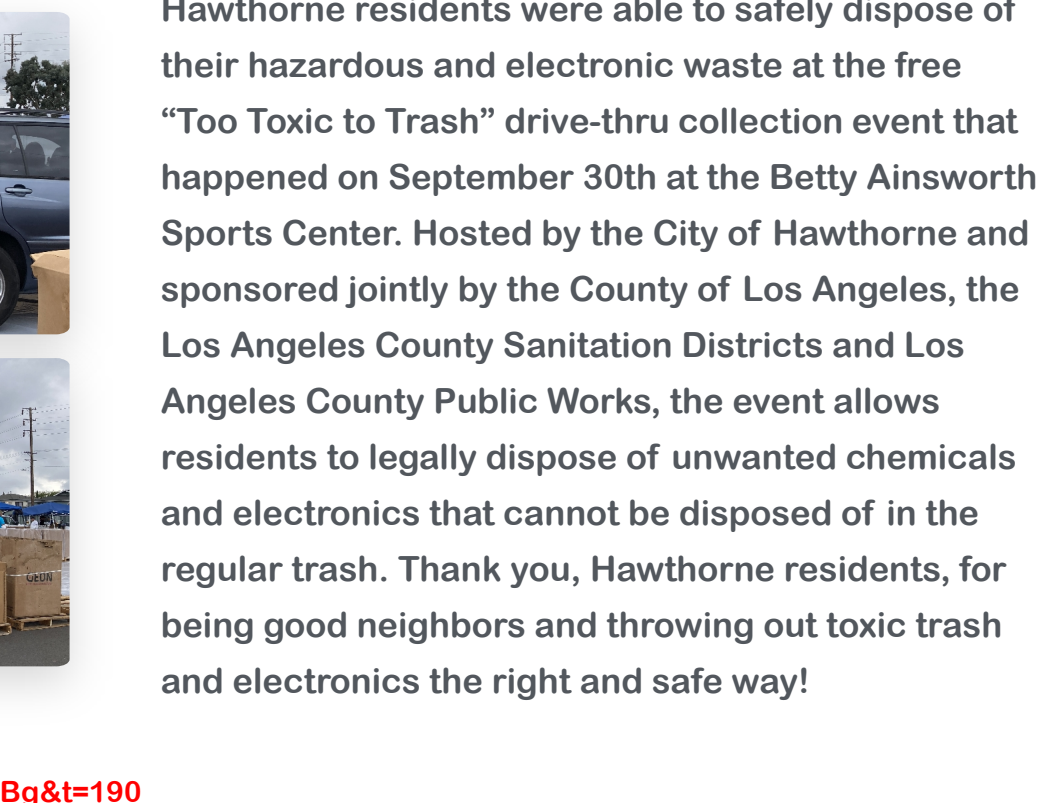 Hawthorne residents were able to safely dispose of
their hazardous and electronic waste at the free
“Too Toxic to Trash” drive-thru collection event that
happened on September 30th at the Betty Ainsworth
Sports Center. Hosted by the City of Hawthorne and
sponsored jointly by the County of Los Angeles, the
Los Angeles County Sanitation Districts and Los
Angeles County Public Works, the event allows
residents to legally dispose of unwanted chemicals
and electronics that cannot be disposed of in the
regular trash. Thank you, Hawthorne residents, for
being good neighbors and throwing out toxic trash
and electronics the right and safe way!
Bg&t=190